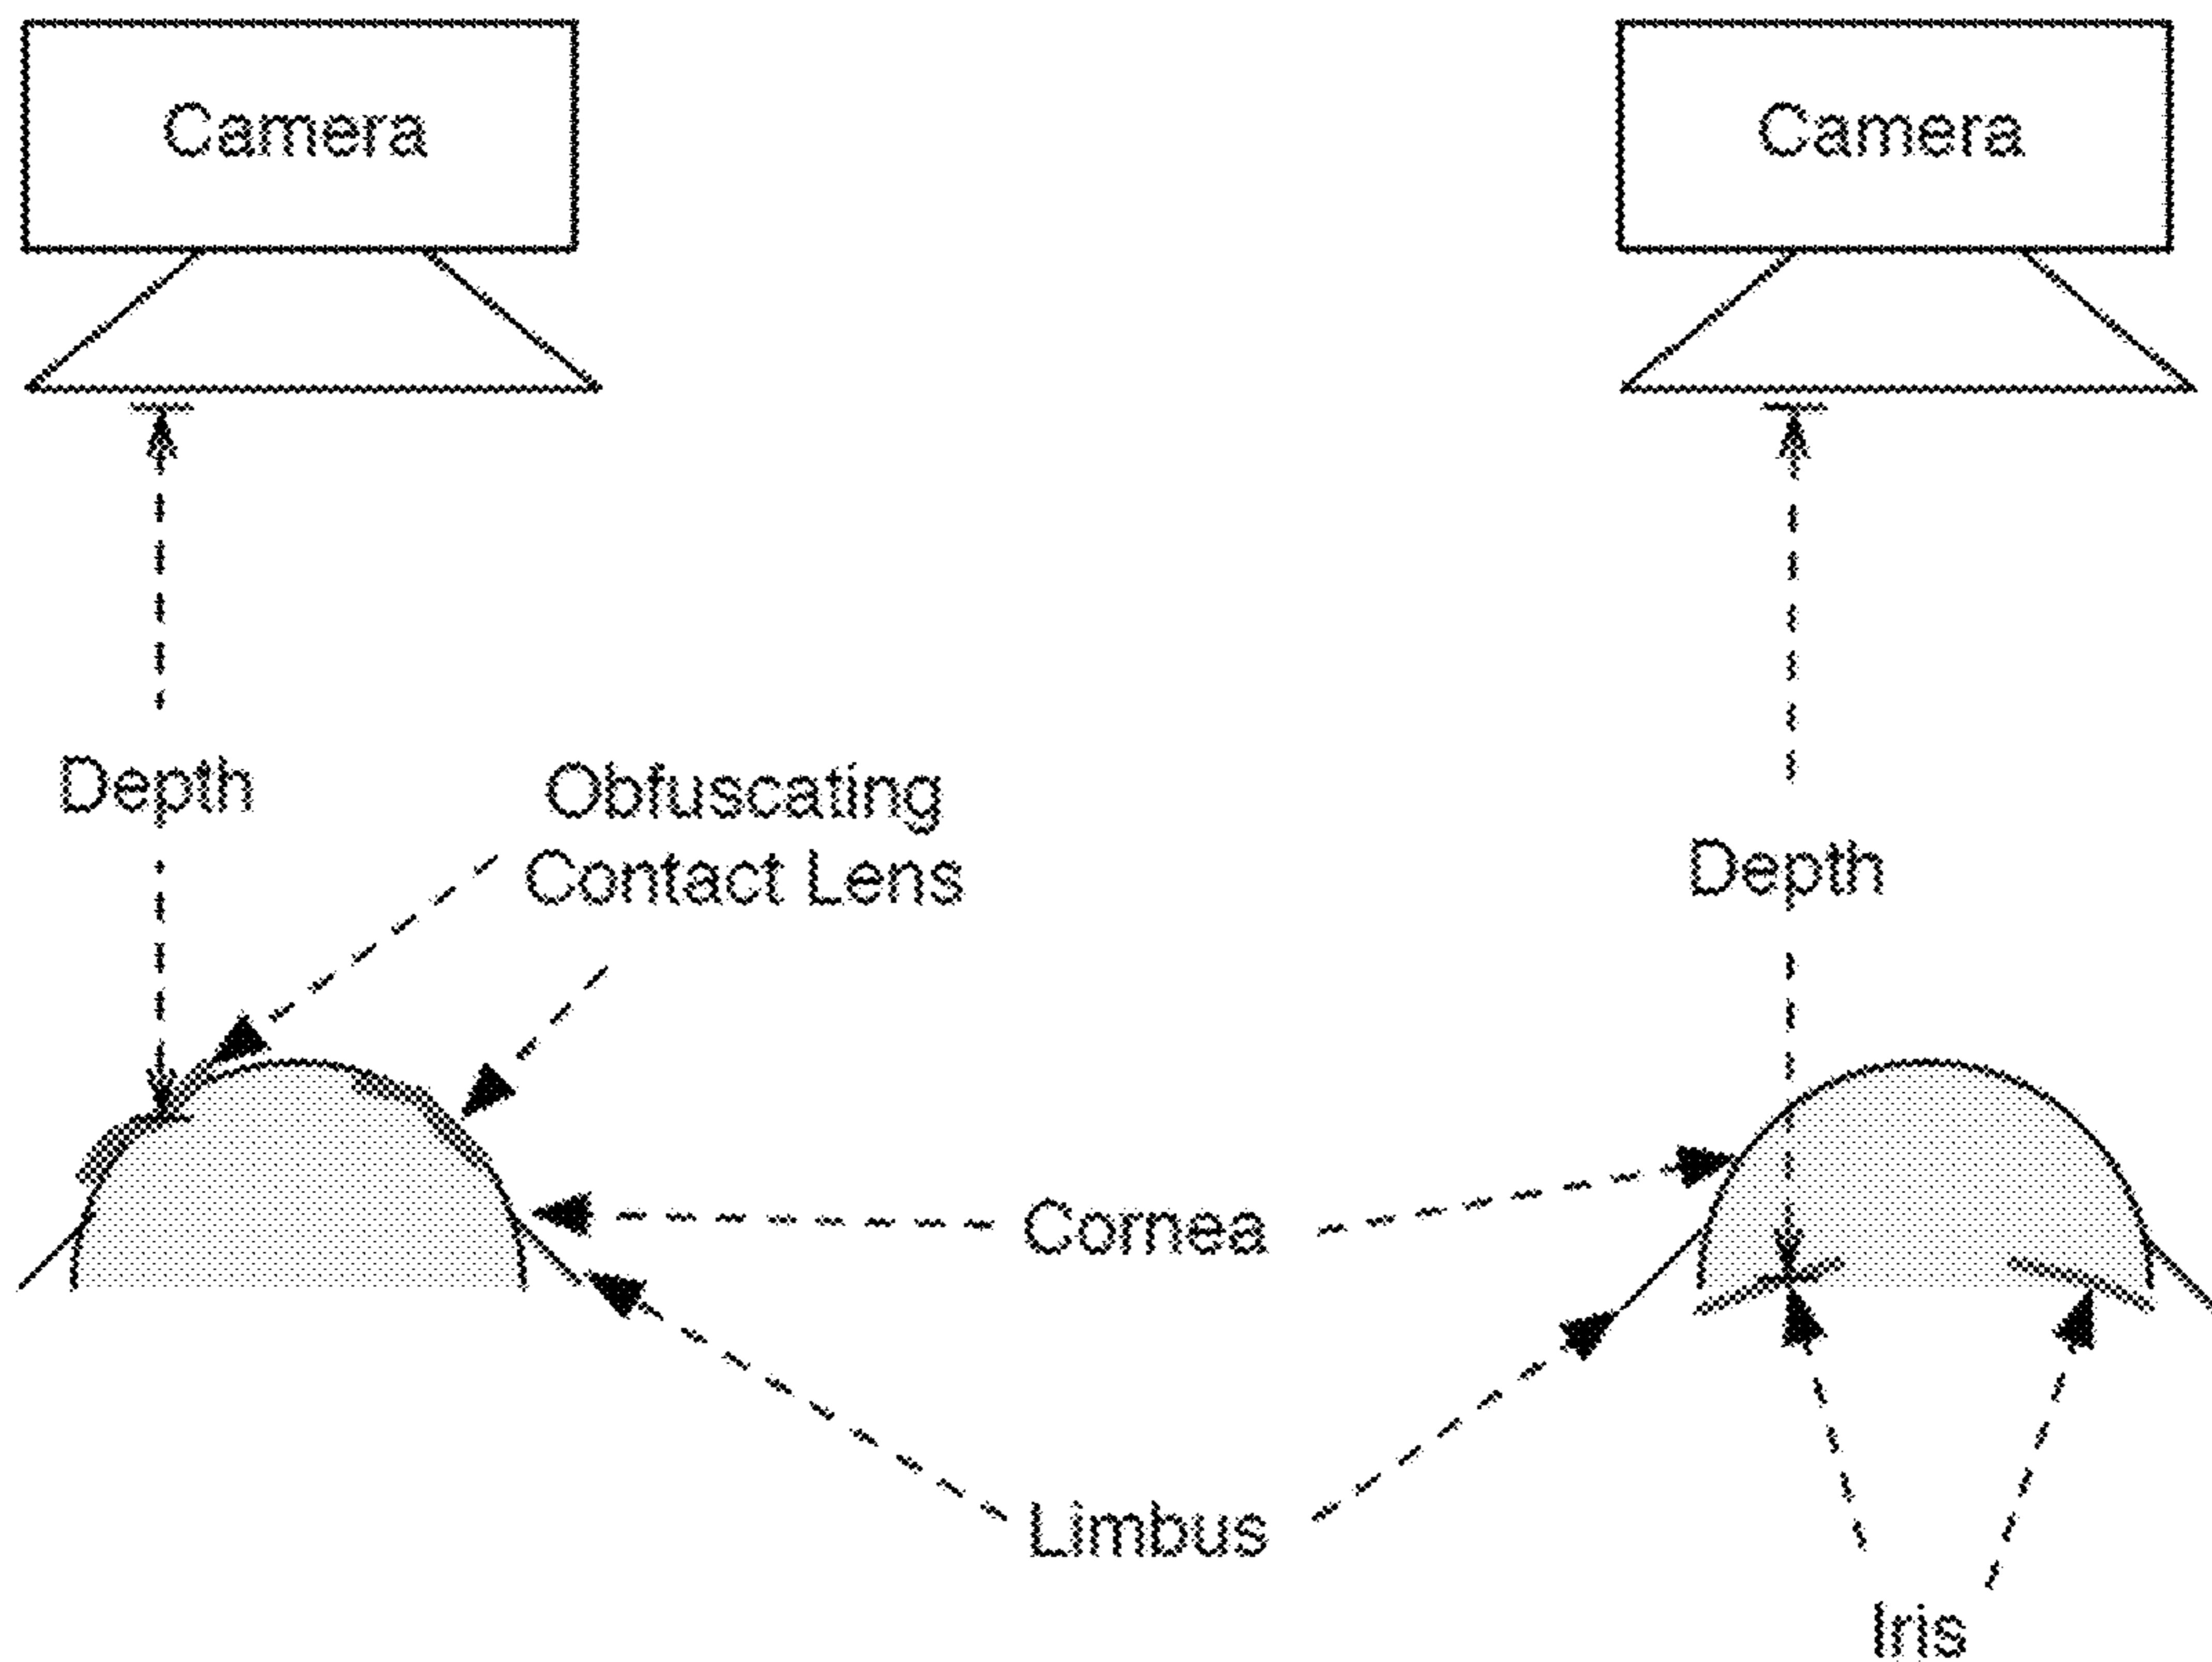 Camera
Camera
Depth
Obfuscating
Contact Lens
Depth
Cornea
Limbus
Iris